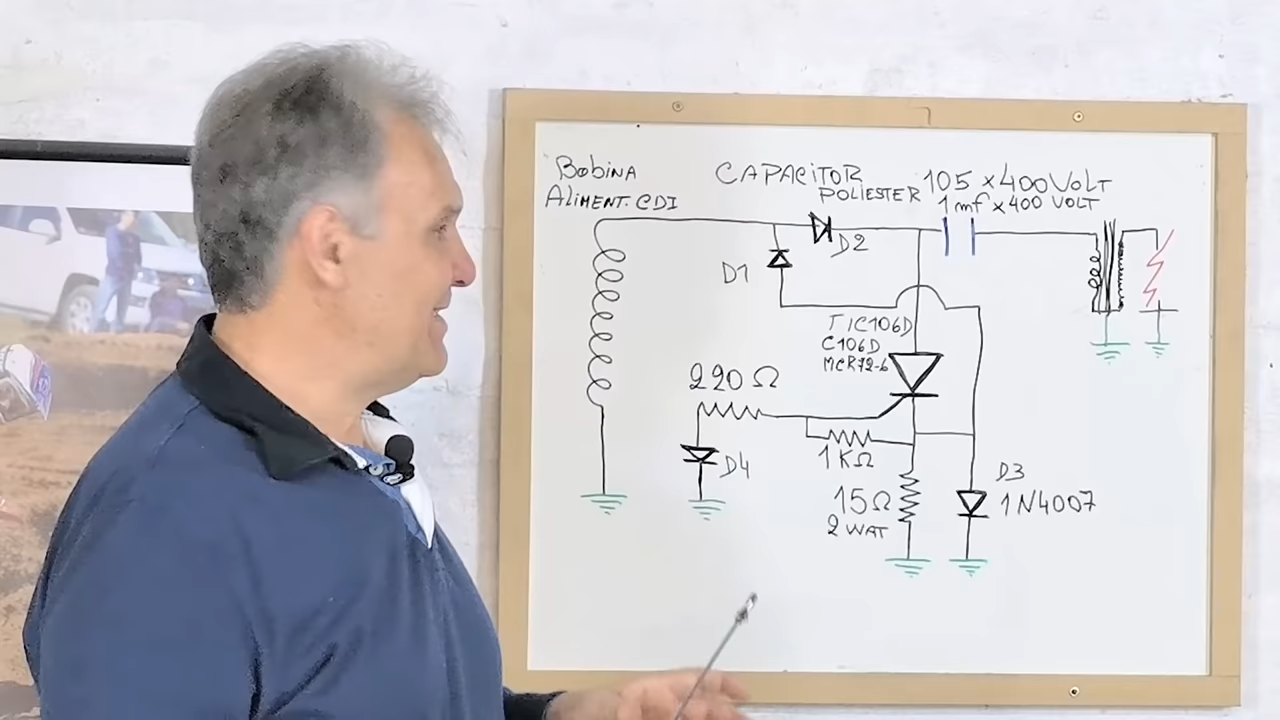 BobinA
Aliment. CDI
CAPACiTOR
POLIESTER
105 x 400 VoLT
1 mf x 400 VOLT
D2
D1
TIC106D
C106D
MCR72-6
220 Ω
1 KΩ
D4
15Ω
2 WAT
D3
1N4007